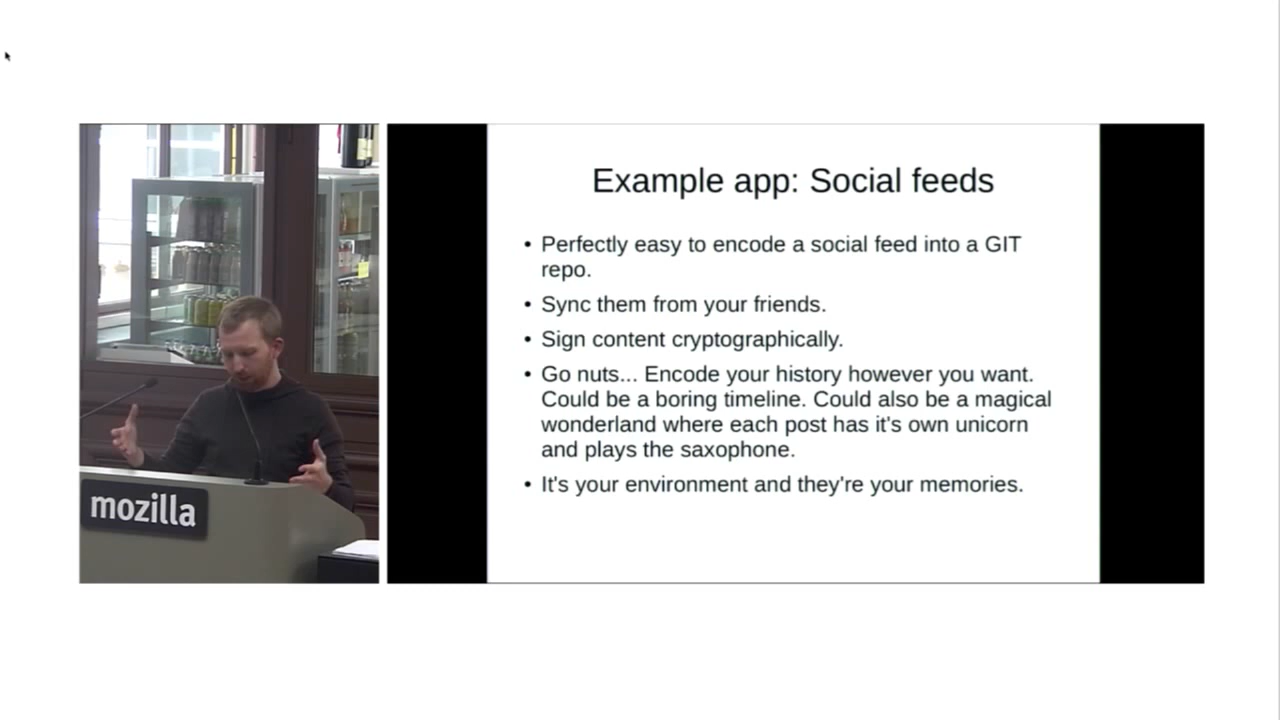 mozilla
Example app: Social feeds
• Perfectly easy to encode a social feed into a GIT
repo.
• Sync them from your friends.
• Sign content cryptographically.
• Go nuts... Encode your history however you want.
Could be a boring timeline. Could also be a magical
wonderland where each post has it's own unicorn
and plays the saxophone.
• It's your environment and they're your memories.